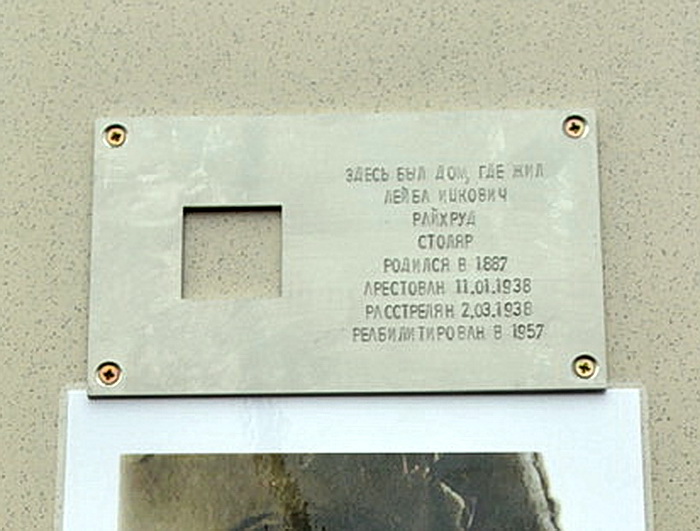 ЗДЕСЬ БЫЛ ДОМ, ГДЕ ЖИЛ
ЛЕЙБА ИЦКОВИЧ
РАЙХРУД
СТОЛЯР
РОДИЛСЯ В 1887
АРЕСТОВАН 11.01.1938
РАССТРЕЛЯН 2.03.1938
РЕАБИЛИТИРОВАН В 1957